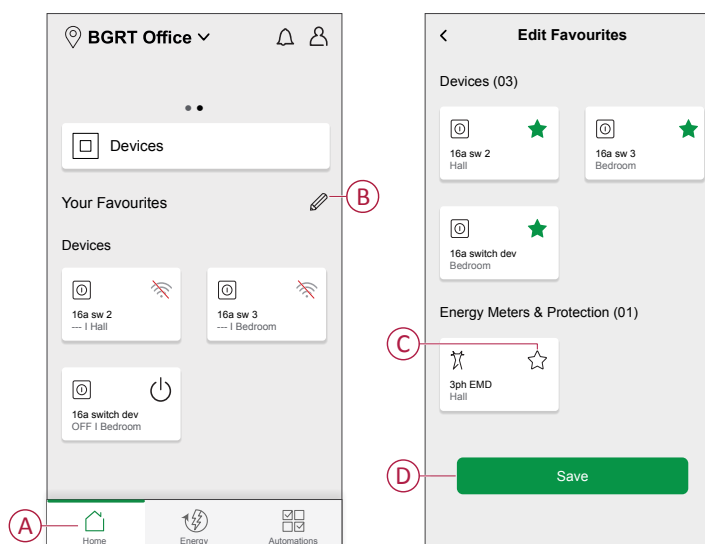 BGRT Office
Devices
Your Favourites
B
Devices
16a sw 2
--- I Hall
16a sw 3
--- I Bedroom
16a switch dev
OFF I Bedroom
A
Home
Energy
Automations
Edit Favourites
Devices (03)
16a sw 2
Hall
16a sw 3
Bedroom
16a switch dev
Bedroom
Energy Meters & Protection (01)
C
3ph EMD
Hall
D
Save